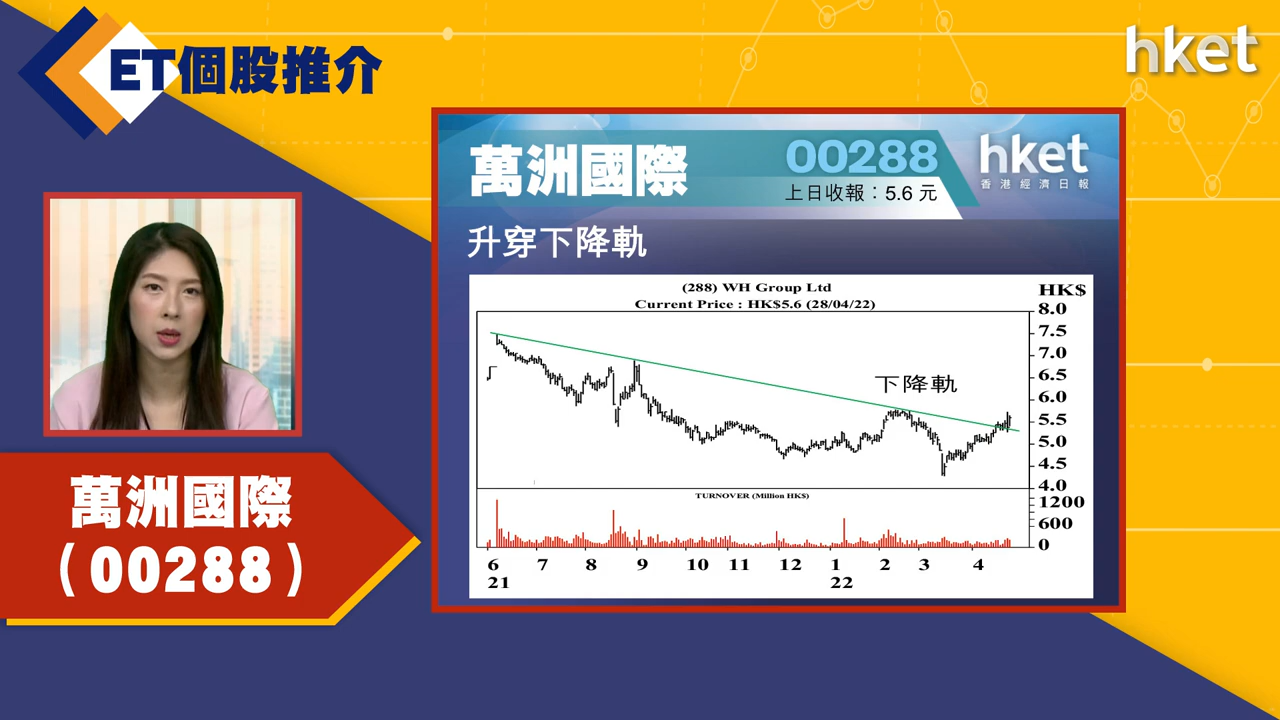 ET個股推介
hket
萬洲國際
00288
上日收報：5.6 元
hket
香港經濟日報
升穿下降軌
(288) WH Group Ltd
Current Price : HK$5.6 (28/04/22)
HK$
8.0
7.5
7.0
6.5
6.0
5.5
5.0
4.5
4.0
下降軌
TURNOVER (Million HK$)
1200
600
0
6 7 8 9 10 11 12 1 2 3 4
21 22
萬洲國際
（00288）